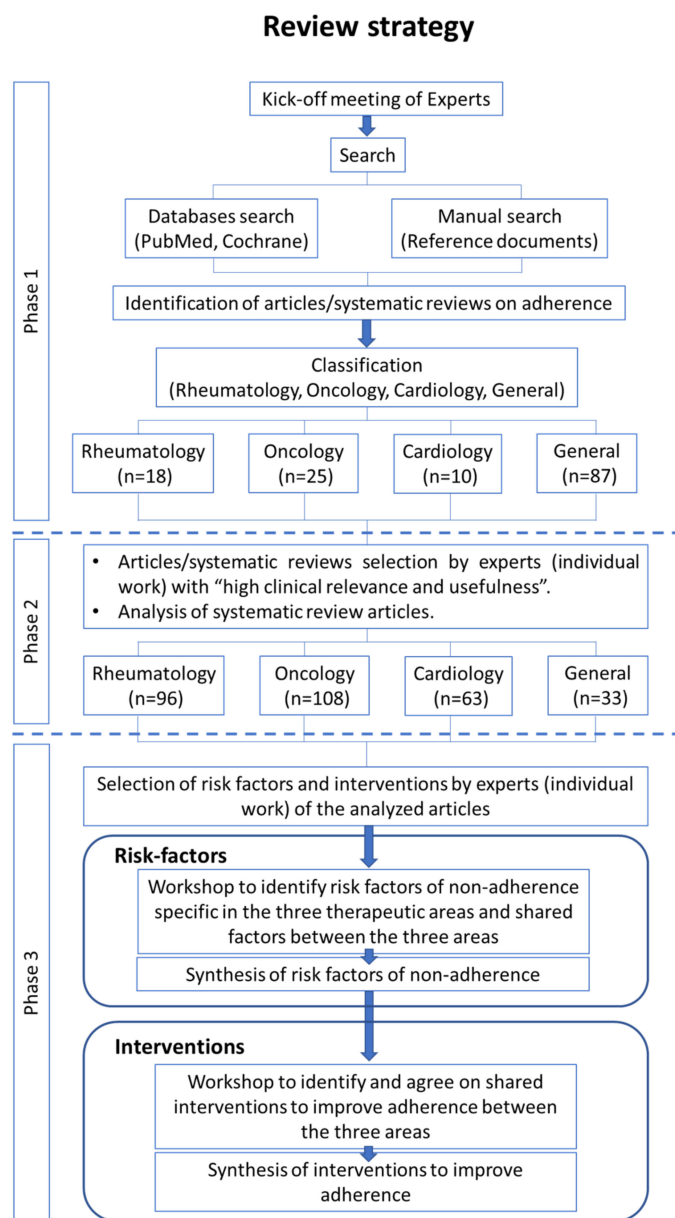 Review strategy
Phase 1
Kick-off meeting of Experts
Search
Databases search
(PubMed, Cochrane)
Manual search
(Reference documents)
Identification of articles/systematic reviews on adherence
Classification
(Rheumatology, Oncology, Cardiology, General)
Rheumatology
(n=18)
Oncology
(n=25)
Cardiology
(n=10)
General
(n=87)
Phase 2
• Articles/systematic reviews selection by experts (individual
work) with “high clinical relevance and usefulness”.
• Analysis of systematic review articles.
Rheumatology
(n=96)
Oncology
(n=108)
Cardiology
(n=63)
General
(n=33)
Phase 3
Selection of risk factors and interventions by experts (individual
work) of the analyzed articles
Risk-factors
Workshop to identify risk factors of non-adherence
specific in the three therapeutic areas and shared
factors between the three areas
Synthesis of risk factors of non-adherence
Interventions
Workshop to identify and agree on shared
interventions to improve adherence between
the three areas
Synthesis of interventions to improve
adherence